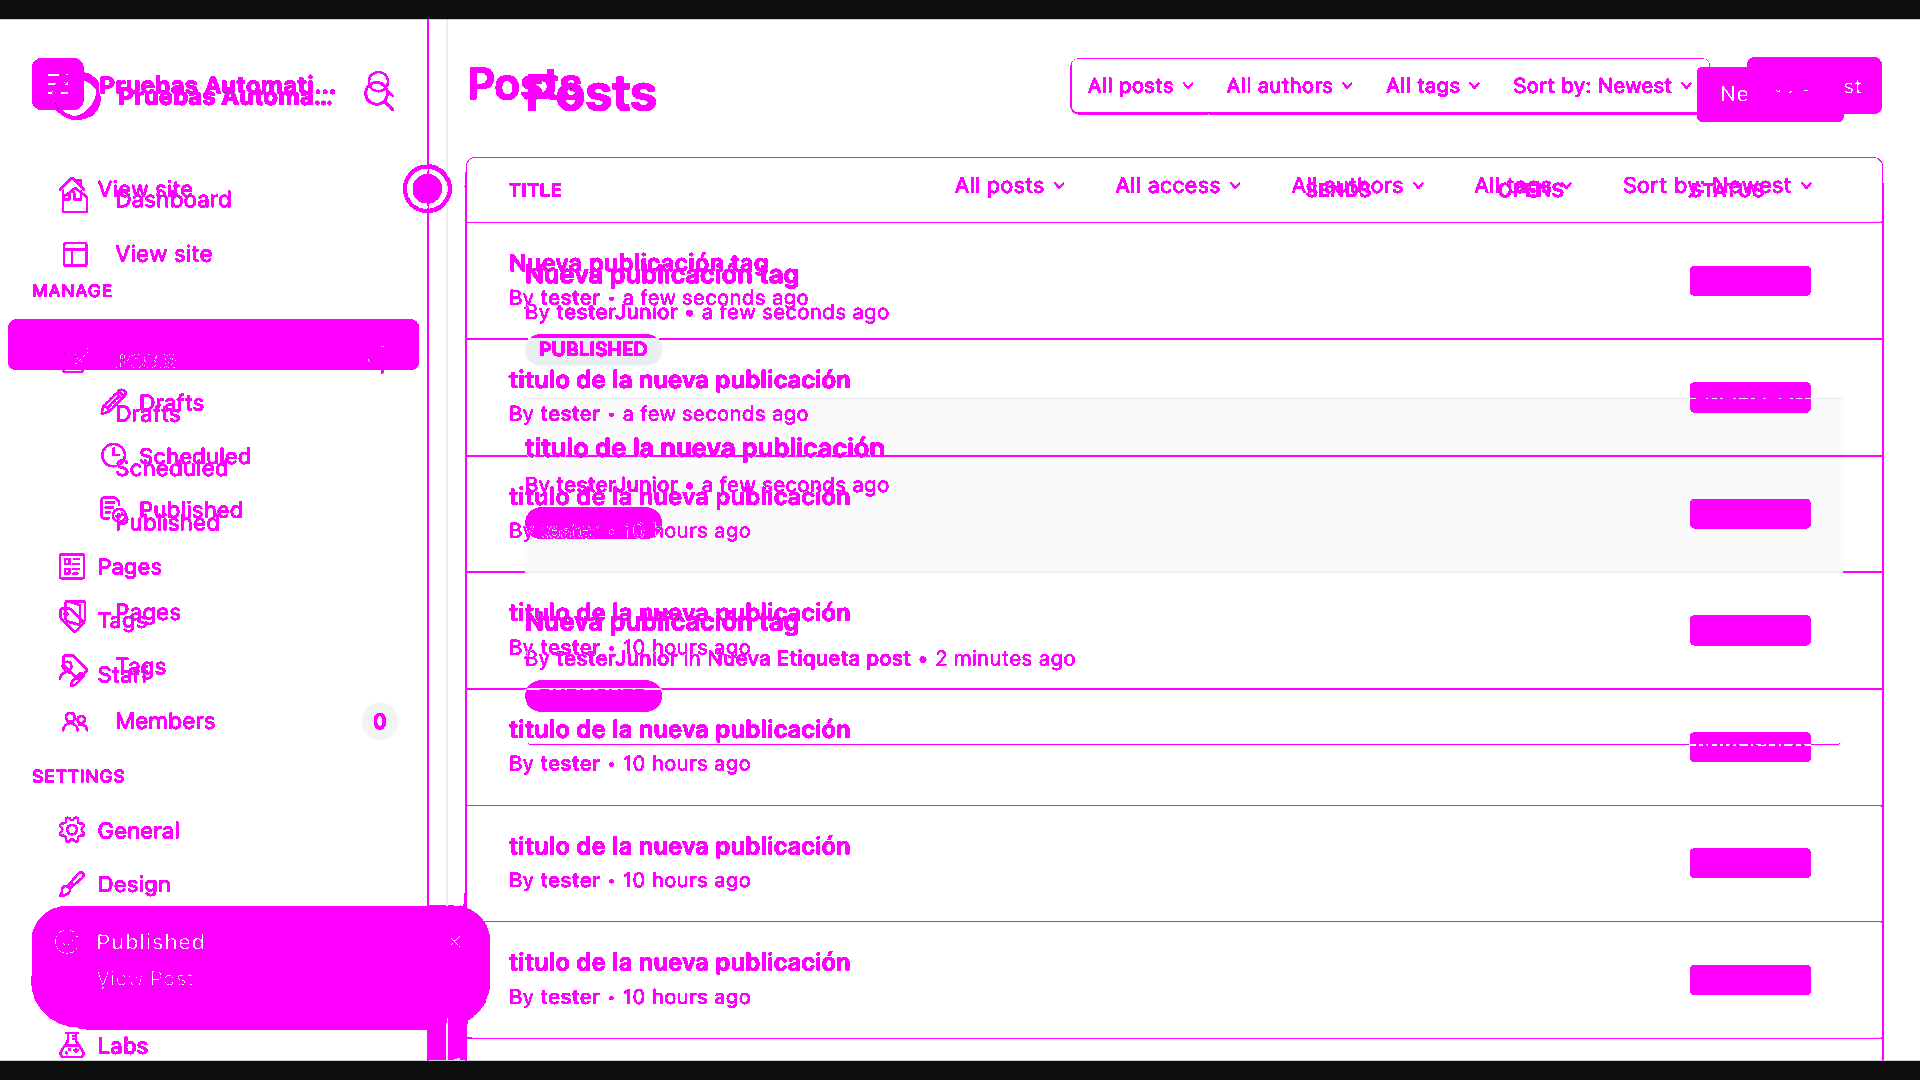 Pruebas Automati...
Pruebas Automa...
View site
Dashboard
View site
MANAGE
Drafts
Drafts
Scheduled
Scheduled
Published
Published
Pages
Pages
Tags
Tags
Staff
Members 0
SETTINGS
General
Design
Published
View Post
Labs
Posts
Posts
All posts All authors All tags Sort by: Newest
Ne st
TITLE SENDS OPENS STATUS
All posts All access All authors All tags Sort by: Newest
Nueva publicación tag
Nueva publicación tag
By tester • a few seconds ago
By testerJunior • a few seconds ago
PUBLISHED
titulo de la nueva publicación
By tester • a few seconds ago
titulo de la nueva publicación
By testerJunior • a few seconds ago
titulo de la nueva publicación
By tester • 10 hours ago
titulo de la nueva publicación
Nueva publicación tag
By tester • 10 hours ago
By testerJunior in Nueva Etiqueta post • 2 minutes ago
titulo de la nueva publicación
By tester • 10 hours ago
titulo de la nueva publicación
By tester • 10 hours ago
titulo de la nueva publicación
By tester • 10 hours ago